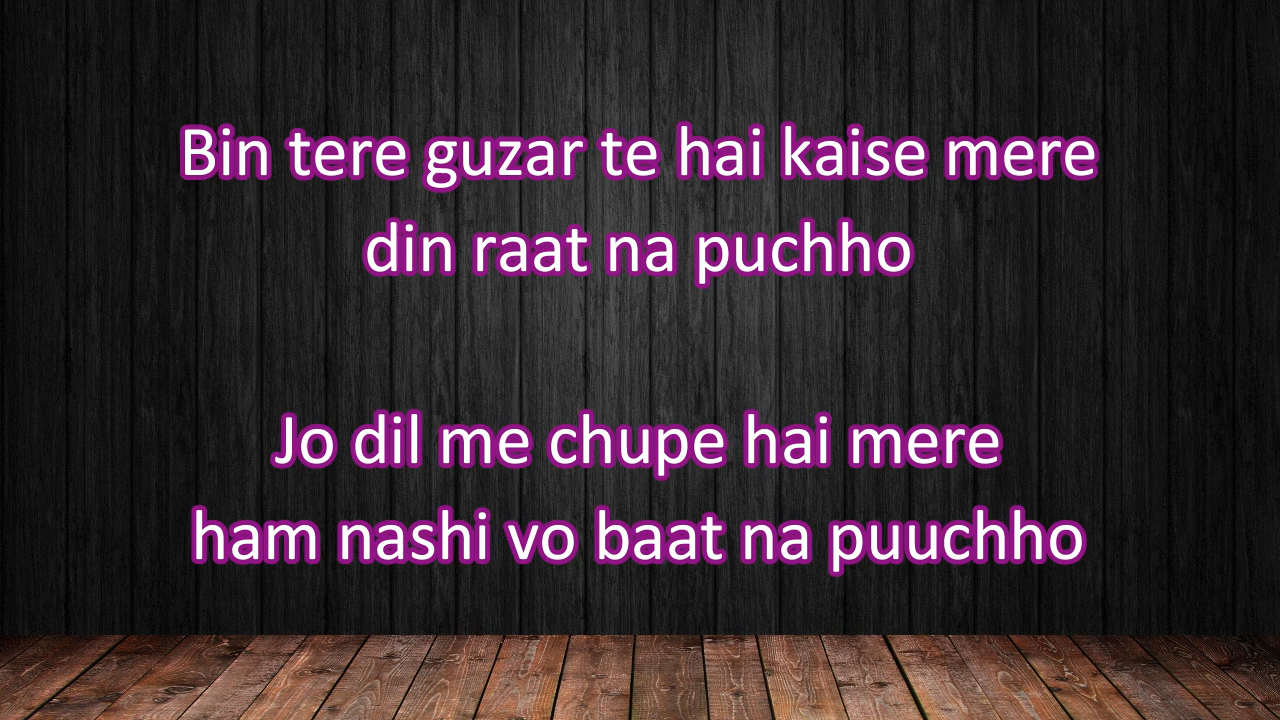 Bin tere guzar te hai kaise mere
din raat na puchho
Jo dil me chupe hai mere
ham nashi vo baat na puuchho